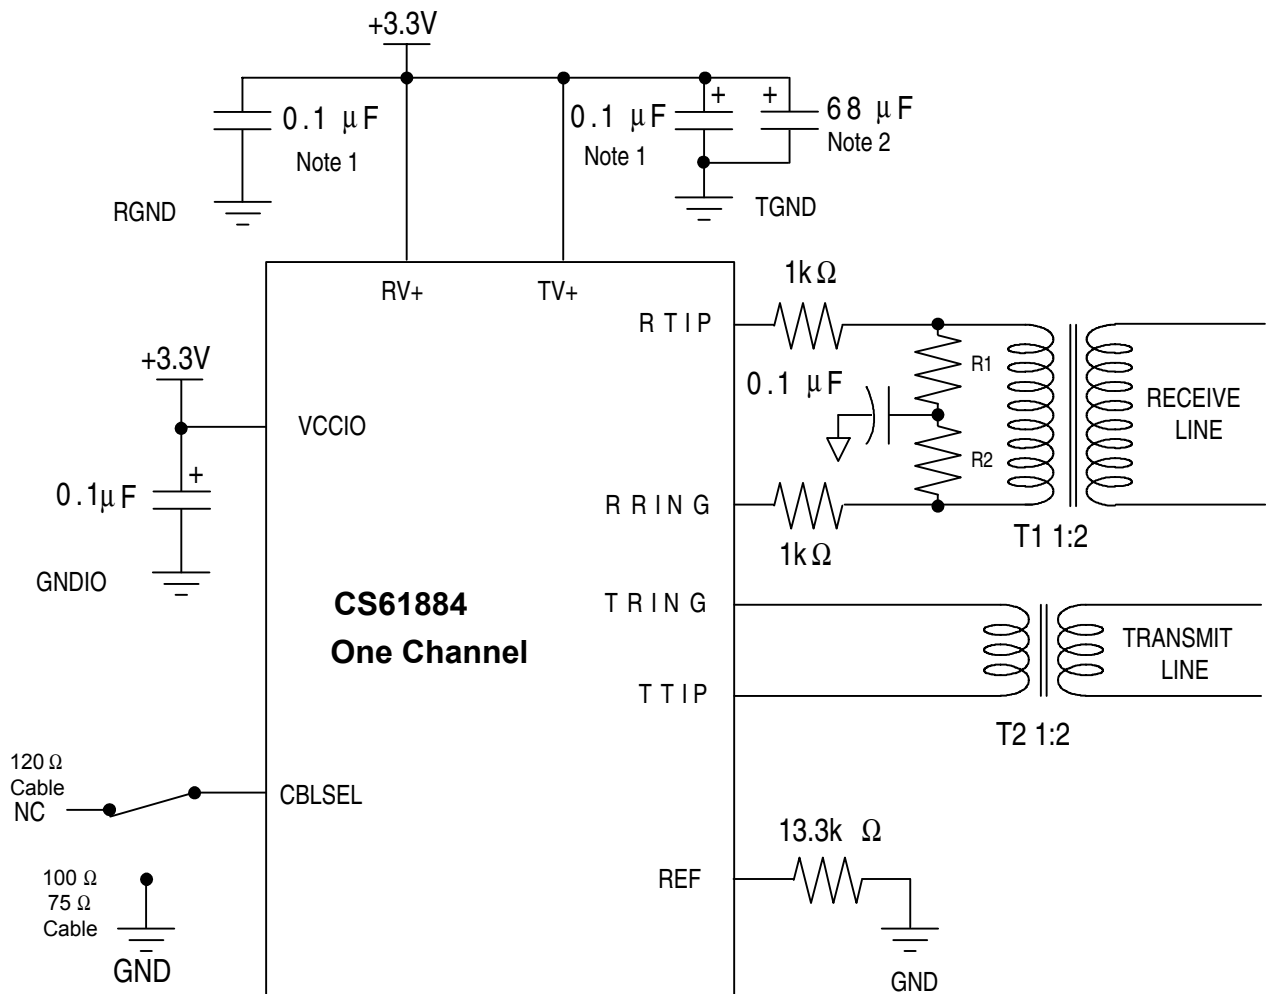 +3.3V
+
+
0.1 μF
Note 1
0.1 μF
Note 1
68 μF
Note 2
RGND
TGND
RV+
TV+
1k Ω
RTIP
+3.3V
R1
0.1 μF
RECEIVE
LINE
VCCIO
R2
+
0.1μF
RRING
T1 1:2
1k Ω
GNDIO
CS61884
One Channel
TRING
TRANSMIT
LINE
TTIP
T2 1:2
120 Ω
Cable
NC
CBLSEL
13.3k Ω
100 Ω
75 Ω
Cable
GND
REF
GND